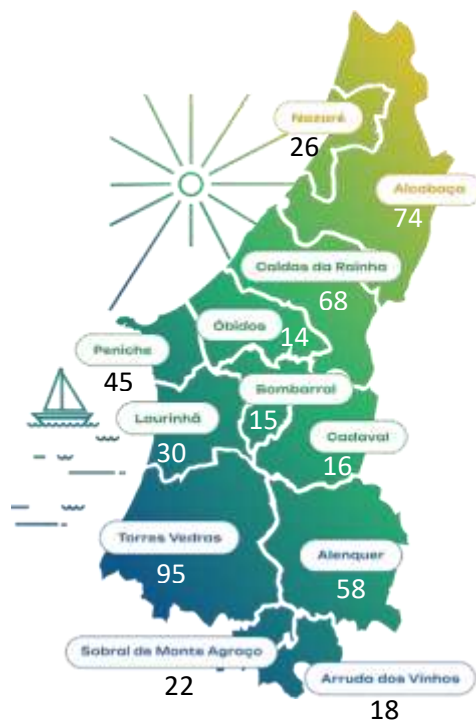 Nazaré
26
Alcobaça
74
Caldas da Rainha
68
Óbidos
14
Peniche
45
Bombarral
15
Lourinhã
30
Cadaval
16
Torres Vedras
95
Alenquer
58
Sobral de Monte Agraço
22
Arruda dos Vinhos
18